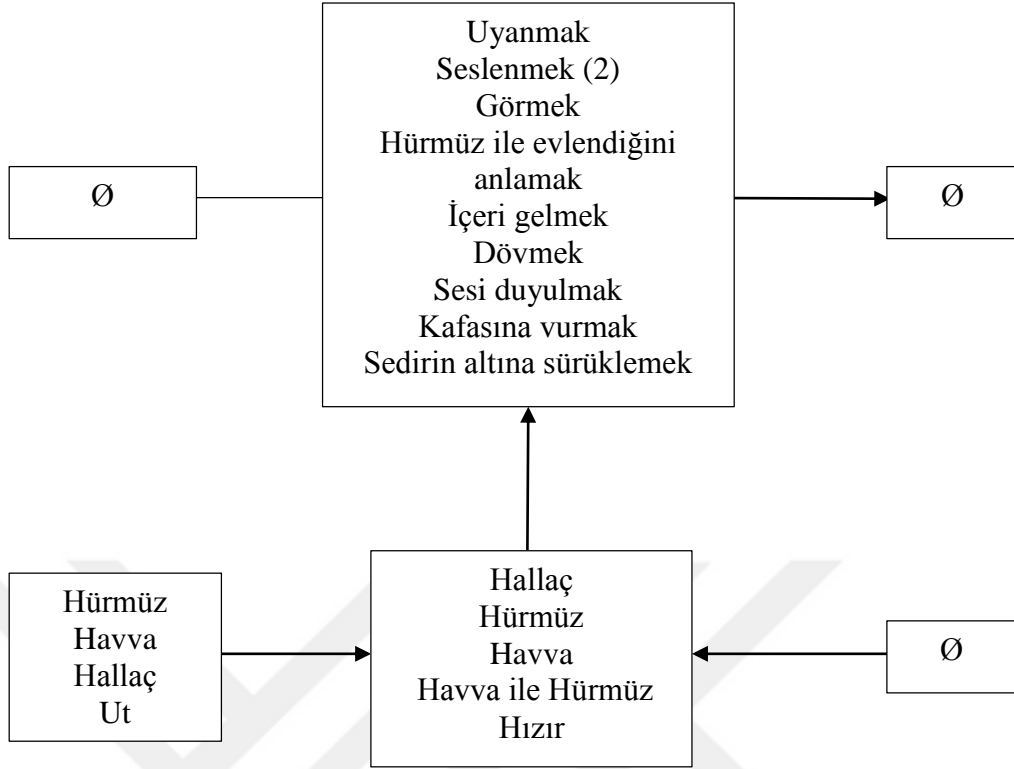 Ø
Uyanmak
Seslenmek (2)
Görmek
Hürmüz ile evlendiğini
anlamak
İçeri gelmek
Dövmek
Sesi duyulmak
Kafasına vurmak
Sedirin altına sürüklemek
Ø
Hürmüz
Havva
Hallaç
Ut
Hallaç
Hürmüz
Havva
Havva ile Hürmüz
Hızır
Ø